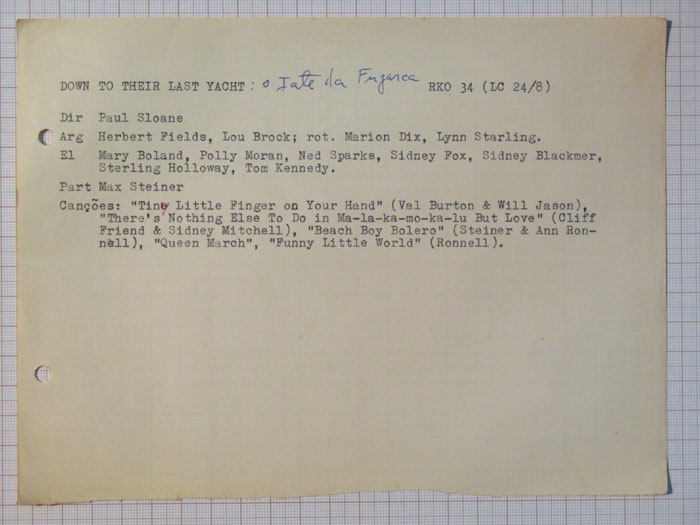 DOWN TO THEIR LAST YACHT: o Iate da Fuzarca RKO 34 (LC 24/8)
Dir Paul Sloane
Arg Herbert Fields, Lou Brock; rot. Marion Dix, Lynn Starling.
El Mary Boland, Polly Moran, Ned Sparks, Sidney Fox, Sidney Blackmer,
Sterling Holloway, Tom Kennedy.
Part Max Steiner
Canções: "Tiny Little Finger on Your Hand" (Val Burton & Will Jason),
"There's Nothing Else To Do in Ma-la-ka-mo-ka-lu But Love" (Cliff
Friend & Sidney Mitchell), "Beach Boy Bolero" (Steiner & Ann Ron-
nell), "Queen March", "Funny Little World" (Ronnell).